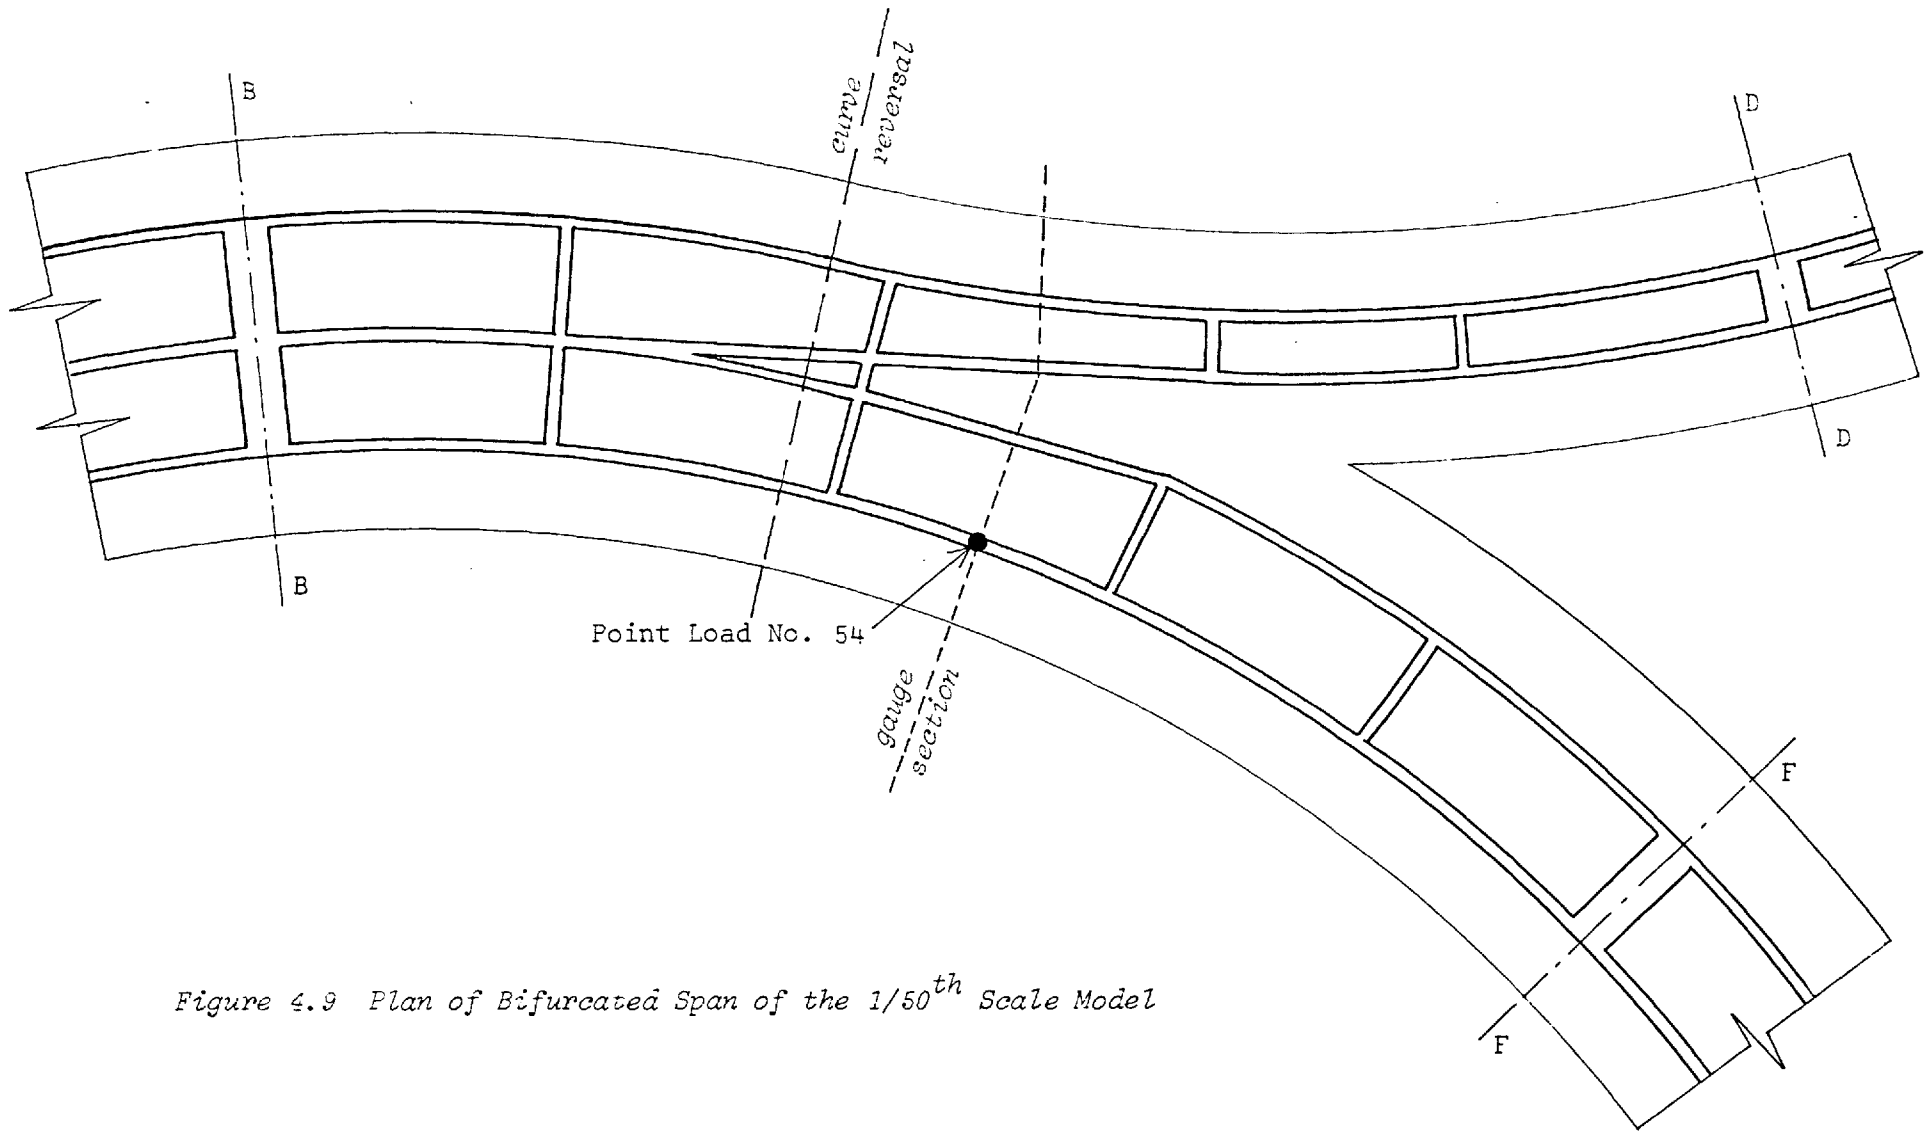 B
curve
reversal
D
D
B
Point Load No. 54
gauge
section
F
F
Figure 4.9 Plan of Bifurcated Span of the 1/50th Scale Model